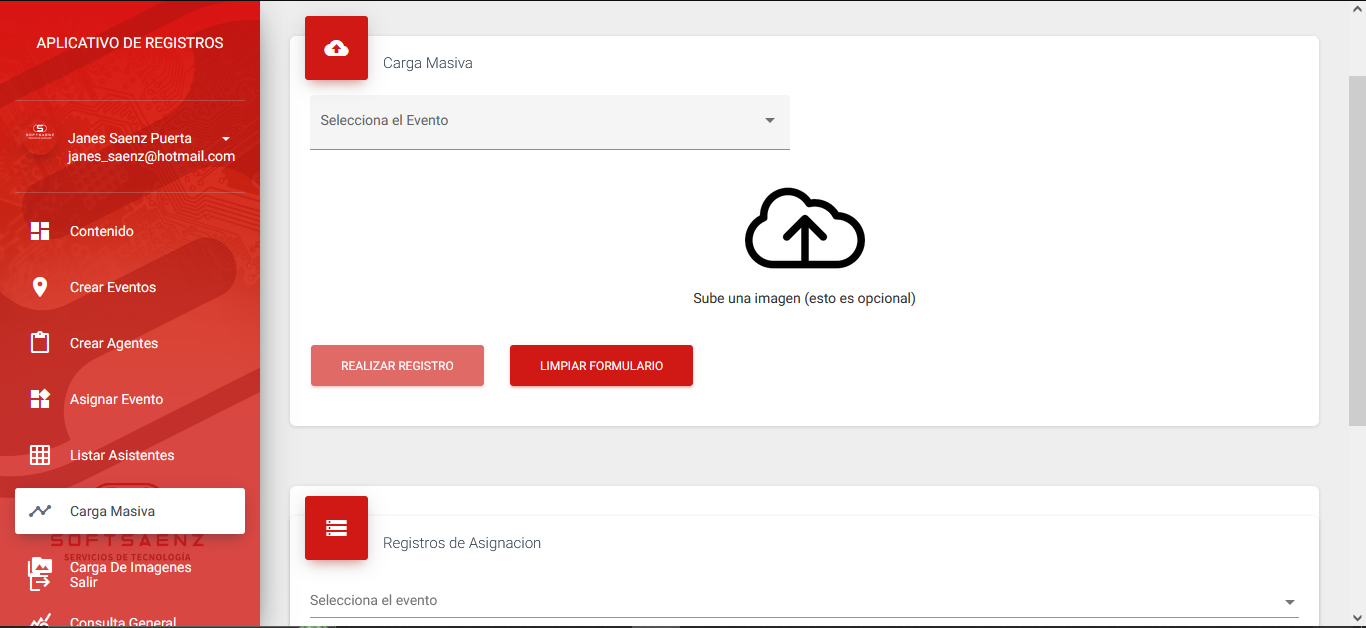 APLICATIVO DE REGISTROS
SOFTSAENZ
Janes Saenz Puerta
janes_saenz@hotmail.com
Contenido
Crear Eventos
Crear Agentes
Asignar Evento
Listar Asistentes
Carga Masiva
SOFTSAENZ
SERVICIOS DE TECNOLOGÍA
Carga De Imagenes
Salir
Consulta General
Carga Masiva
Selecciona el Evento
Sube una imagen (esto es opcional)
REALIZAR REGISTRO
LIMPIAR FORMULARIO
Registros de Asignacion
Selecciona el evento